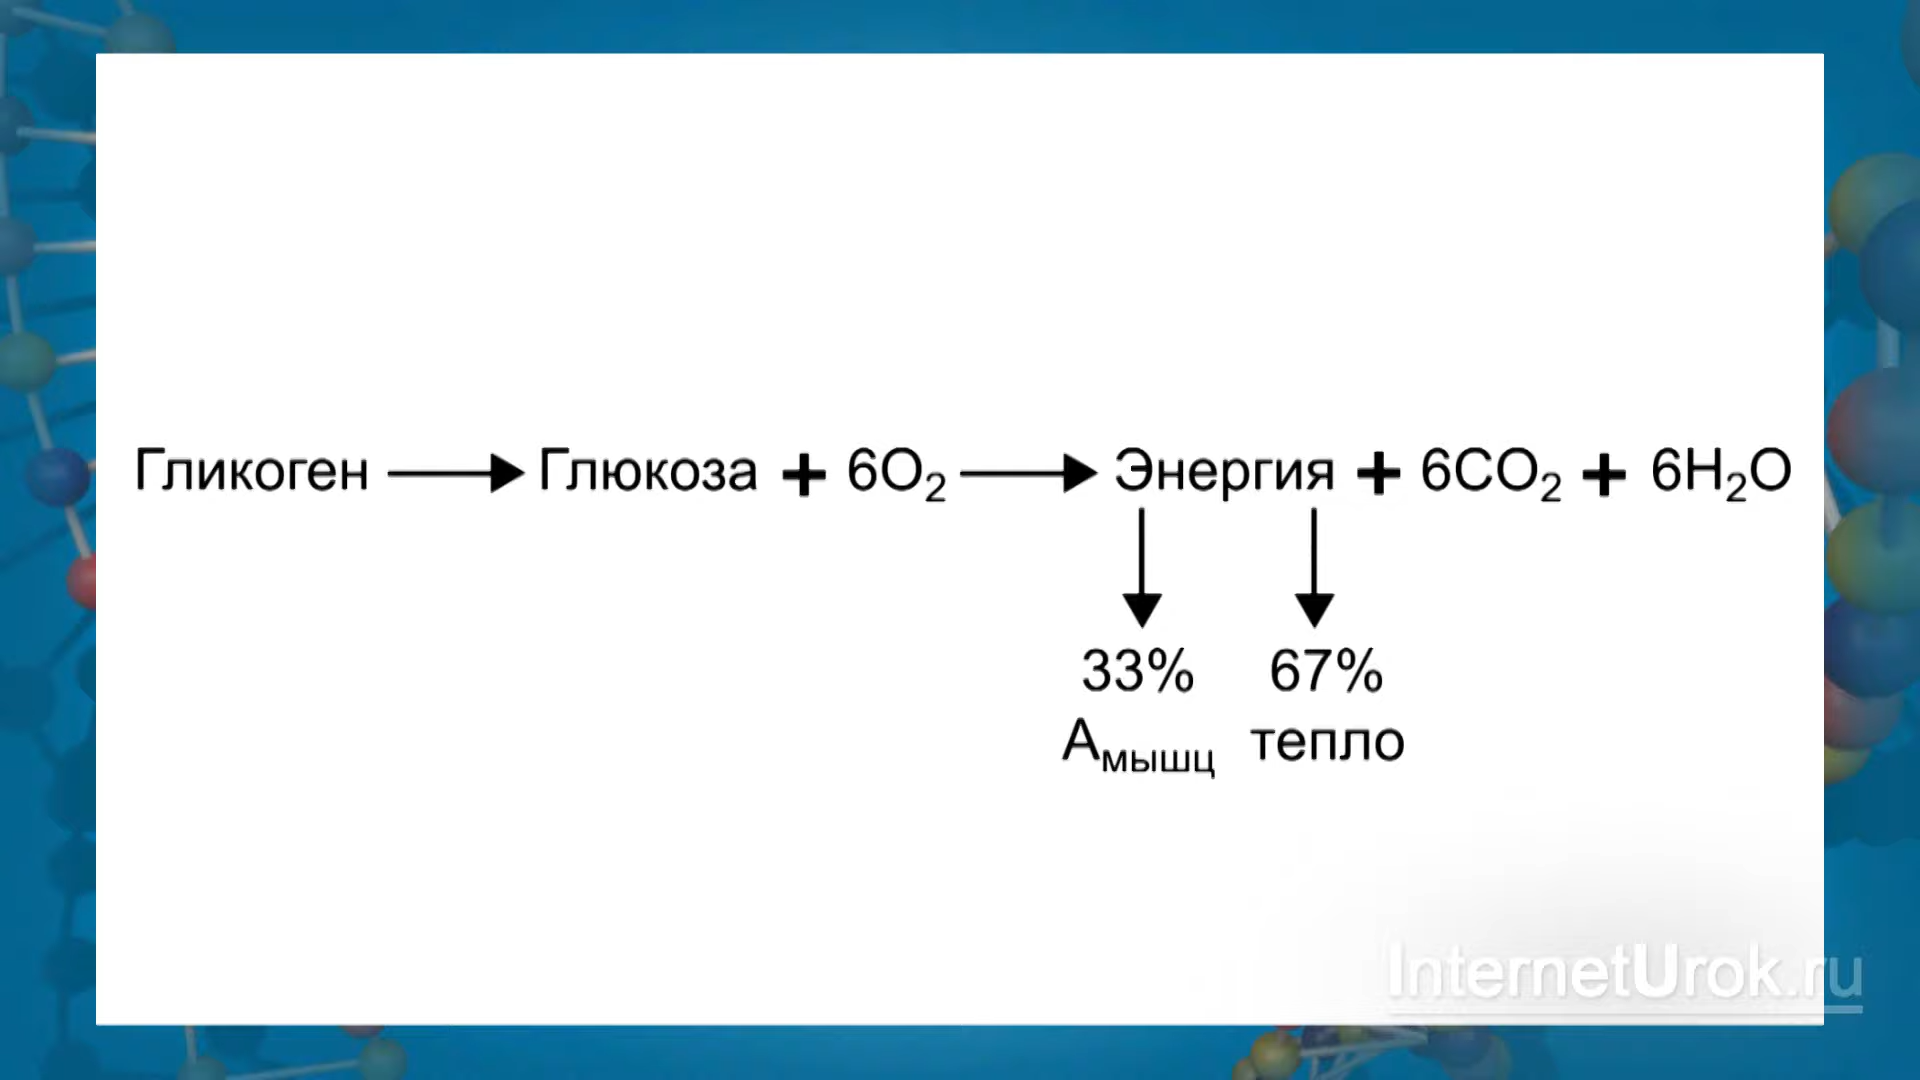 Гликоген → Глюкоза + 6O₂ → Энергия + 6CO₂ + 6H₂O
33% 67%
Aмышц тепло
InternetUrok.ru